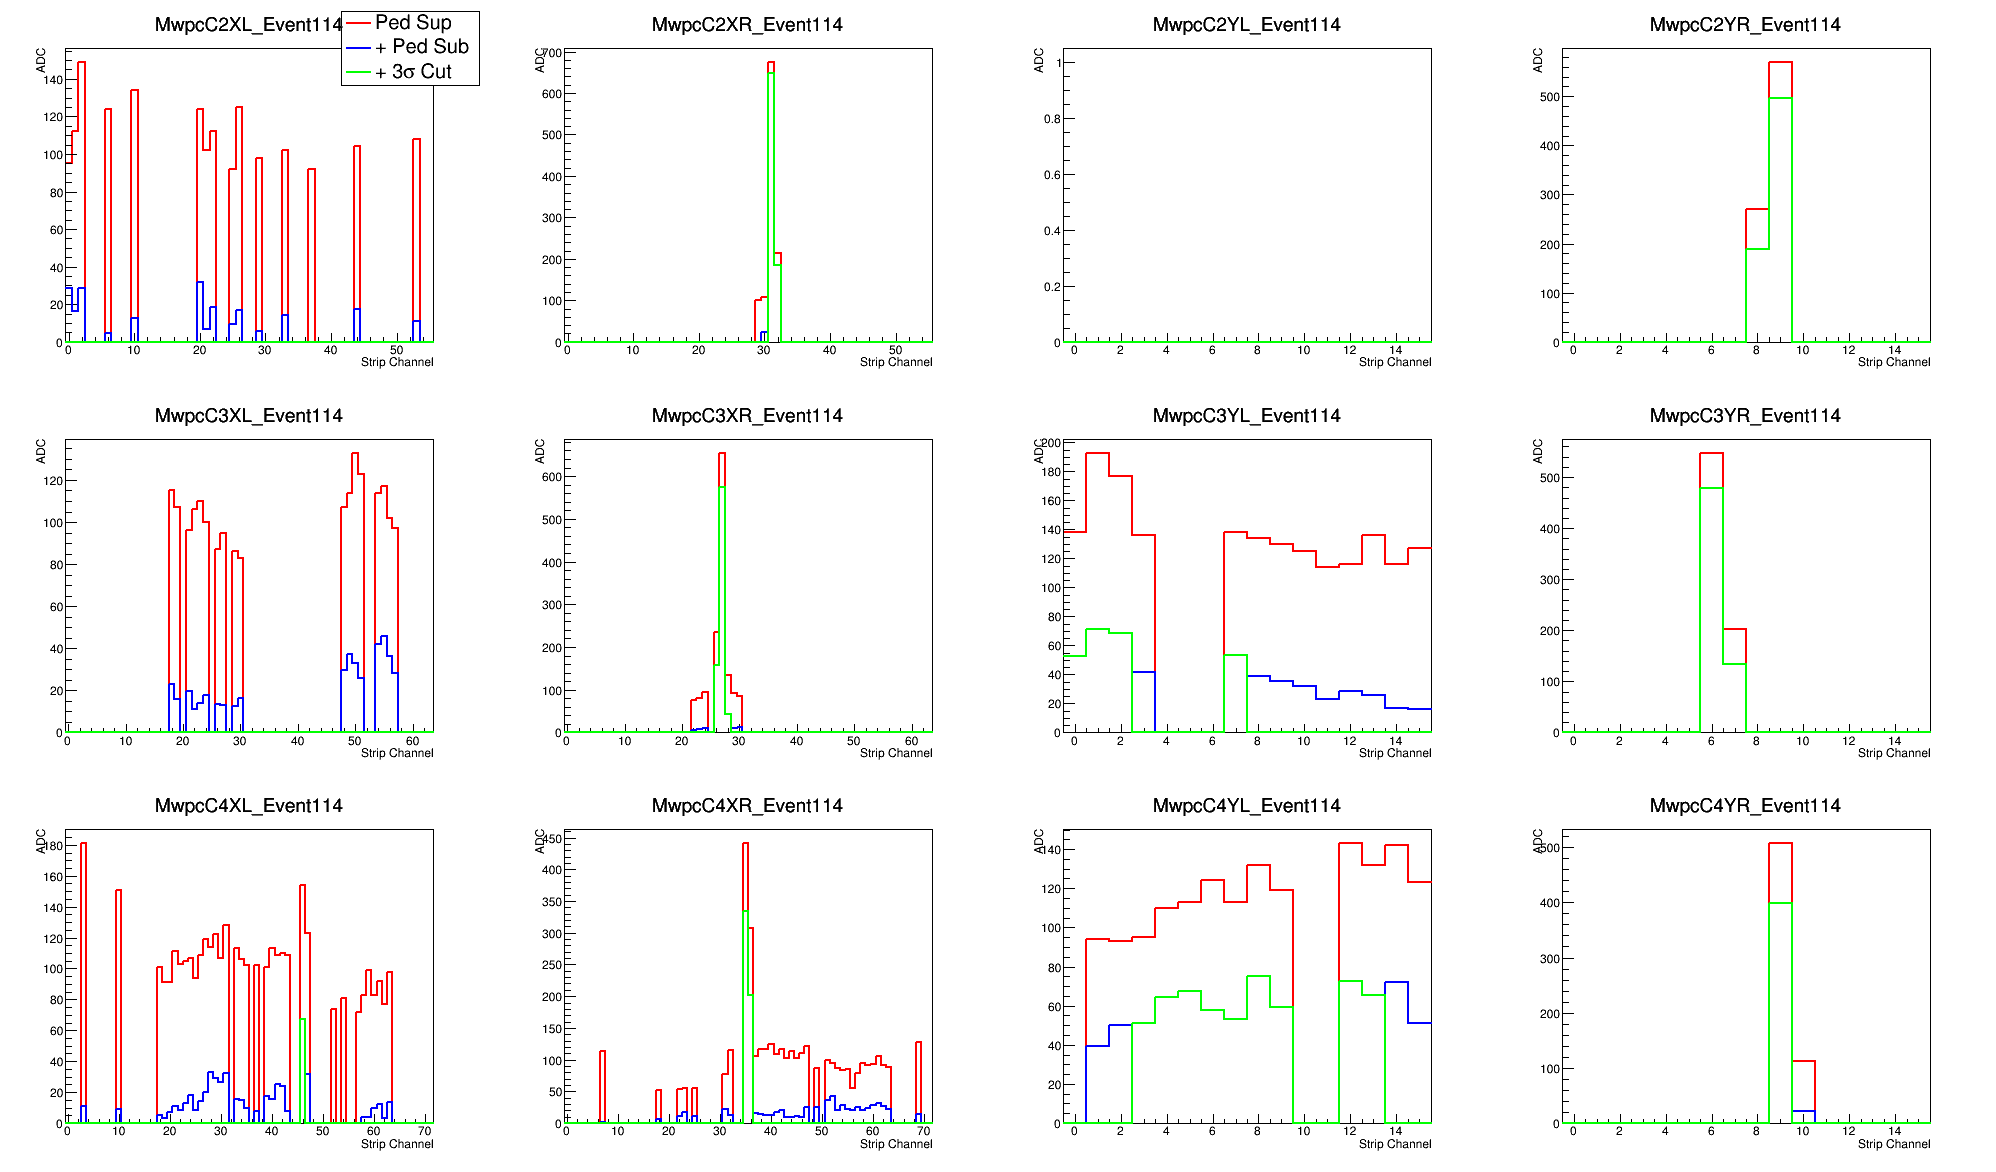 MwpcC2XL_Event114
Ped Sup
+ Ped Sub
+ 3σ Cut
ADC
140
120
100
80
60
40
20
0
0 10 20 30 40 50
Strip Channel
MwpcC2XR_Event114
ADC
700
600
500
400
300
200
100
0
0 10 20 30 40 50
Strip Channel
MwpcC2YL_Event114
ADC
1
0.8
0.6
0.4
0.2
0
0 2 4 6 8 10 12 14
Strip Channel
MwpcC2YR_Event114
ADC
500
400
300
200
100
0
0 2 4 6 8 10 12 14
Strip Channel
MwpcC3XL_Event114
ADC
120
100
80
60
40
20
0
0 10 20 30 40 50 60
Strip Channel
MwpcC3XR_Event114
ADC
600
500
400
300
200
100
0
0 10 20 30 40 50 60
Strip Channel
MwpcC3YL_Event114
ADC
200
180
160
140
120
100
80
60
40
20
0
0 2 4 6 8 10 12 14
Strip Channel
MwpcC3YR_Event114
ADC
500
400
300
200
100
0
0 2 4 6 8 10 12 14
Strip Channel
MwpcC4XL_Event114
ADC
180
160
140
120
100
80
60
40
20
0
0 10 20 30 40 50 60 70
Strip Channel
MwpcC4XR_Event114
ADC
450
400
350
300
250
200
150
100
50
0
0 10 20 30 40 50 60 70
Strip Channel
MwpcC4YL_Event114
ADC
140
120
100
80
60
40
20
0
0 2 4 6 8 10 12 14
Strip Channel
MwpcC4YR_Event114
ADC
500
400
300
200
100
0
0 2 4 6 8 10 12 14
Strip Channel